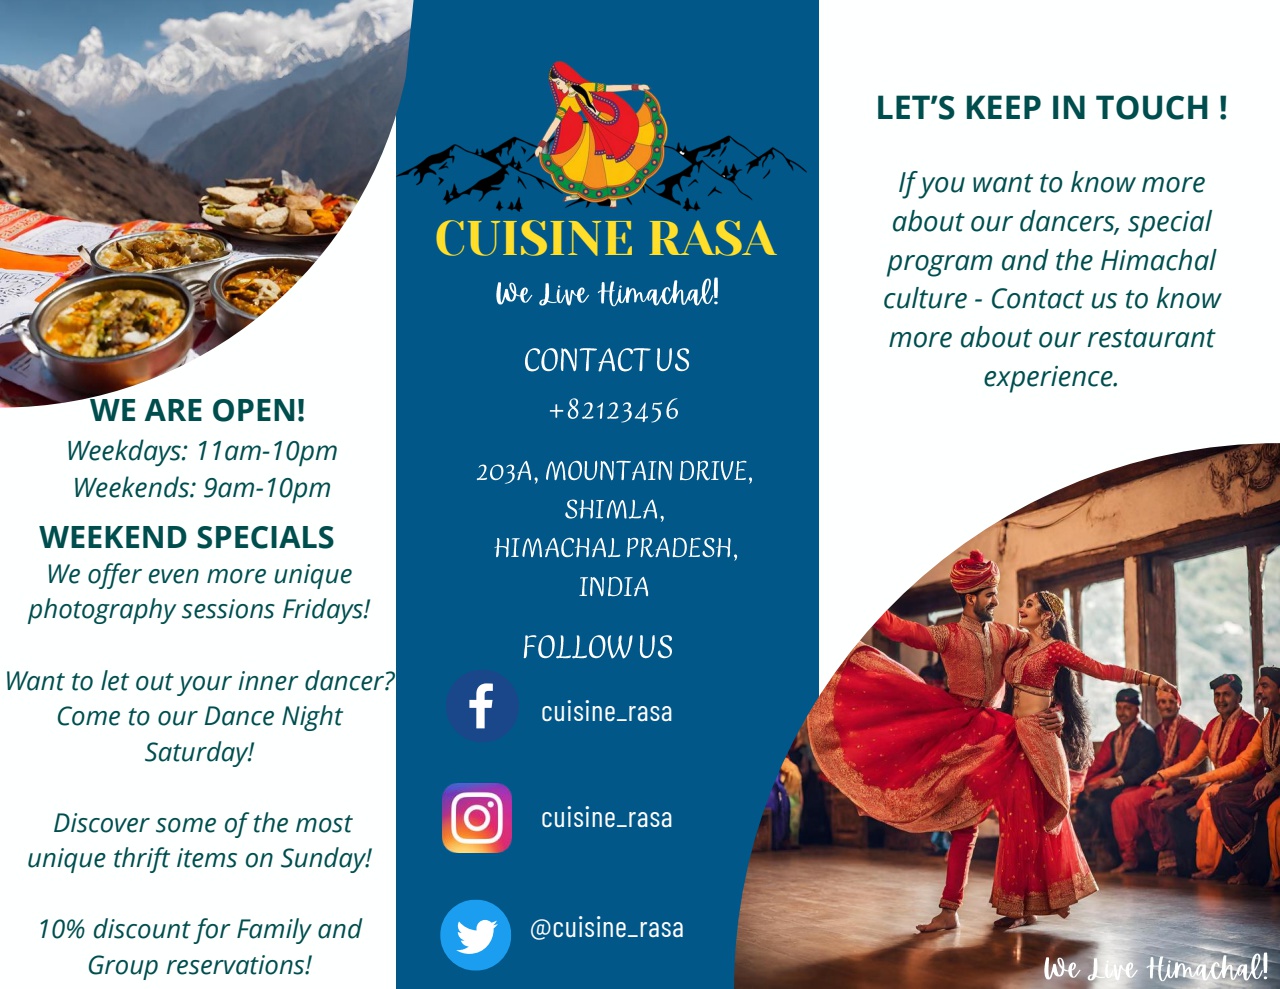 WE ARE OPEN!
Weekdays: 11am-10pm
Weekends: 9am-10pm
WEEKEND SPECIALS
We offer even more unique
photography sessions Fridays!
Want to let out your inner dancer?
Come to our Dance Night
Saturday!
Discover some of the most
unique thrift items on Sunday!
10% discount for Family and
Group reservations!
CUISINE RASA
We Live Himachal!
CONTACT US
+82123456
203A, MOUNTAIN DRIVE,
SHIMLA,
HIMACHAL PRADESH,
INDIA
FOLLOW US
cuisine_rasa
cuisine_rasa
@cuisine_rasa
LET’S KEEP IN TOUCH !
If you want to know more
about our dancers, special
program and the Himachal
culture - Contact us to know
more about our restaurant
experience.
We Live Himachal!